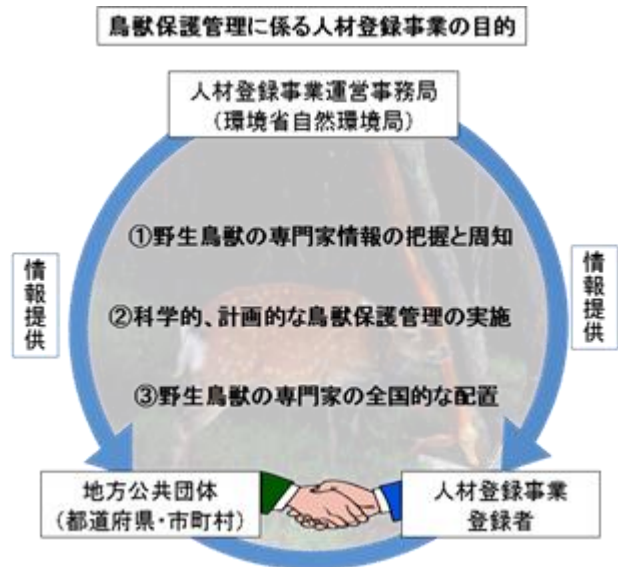 鳥獣保護管理に係る人材登録事業の目的
人材登録事業運営事務局
（環境省自然環境局）
①野生鳥獣の専門家情報の把握と周知
情報提供
情報提供
②科学的、計画的な鳥獣保護管理の実施
③野生鳥獣の専門家の全国的な配置
地方公共団体
（都道府県・市町村）
人材登録事業
登録者